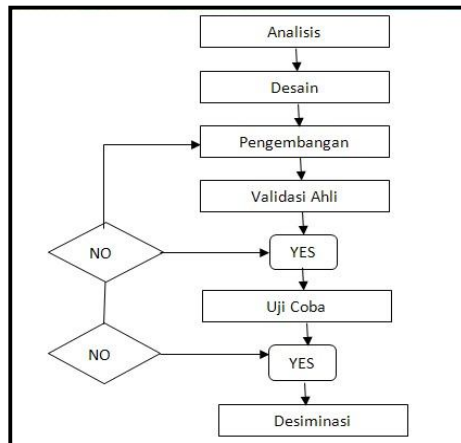 Analisis
Desain
Pengembangan
Validasi Ahli
NO
YES
Uji Coba
NO
YES
Desiminasi